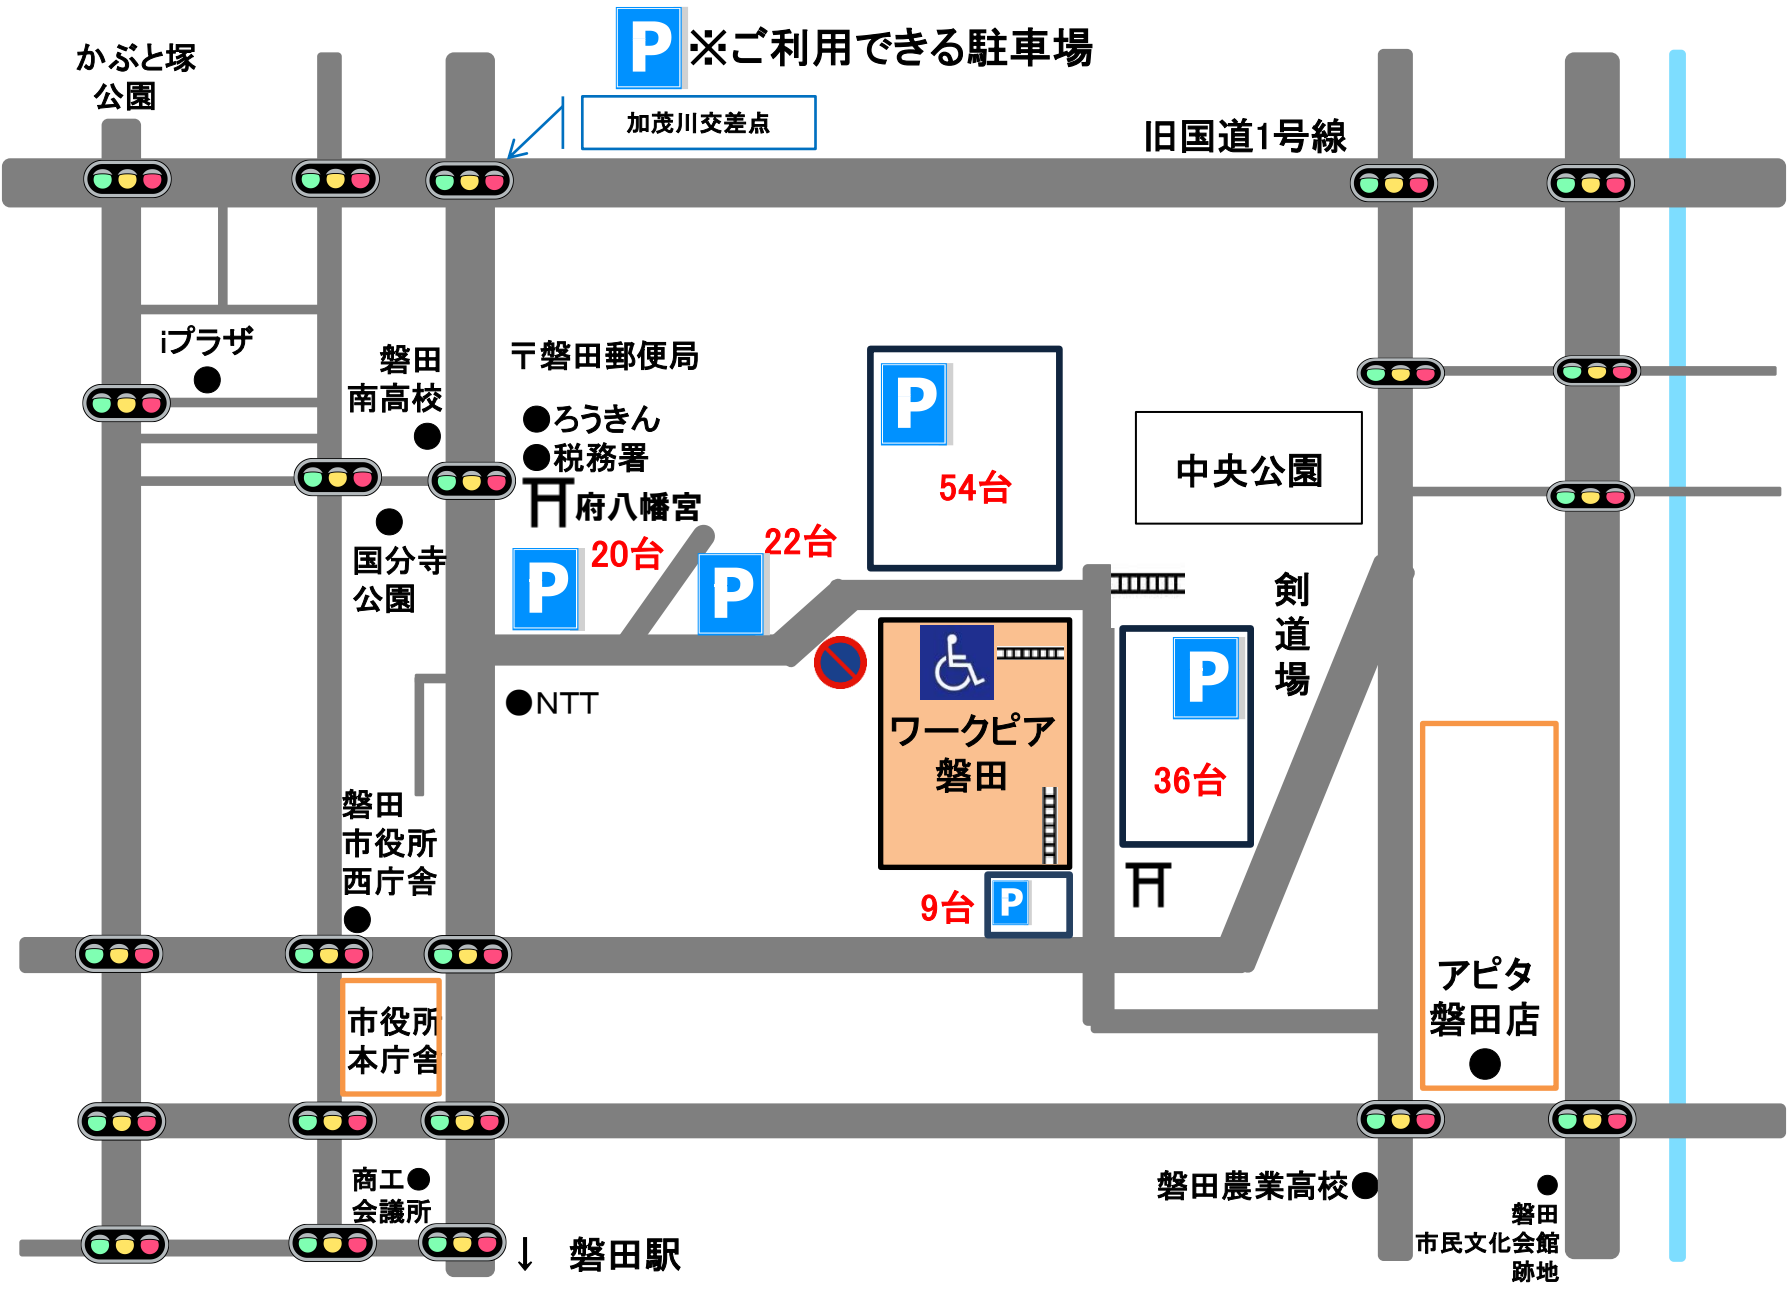 P※ご利用できる駐車場
かぶと塚
公園
加茂川交差点
旧国道1号線
iプラザ
磐田
南高校
〒磐田郵便局
●ろうきん
●税務署
府八幡宮
P
54台
中央公園
20台
22台
P
P
国分寺
公園
剣道場
P
36台
●NTT
ワークピア
磐田
磐田
市役所
西庁舎
9台
P
市役所
本庁舎
アピタ
磐田店
商工●
会議所
磐田農業高校●
磐田
市民文化会館
跡地
↓ 磐田駅